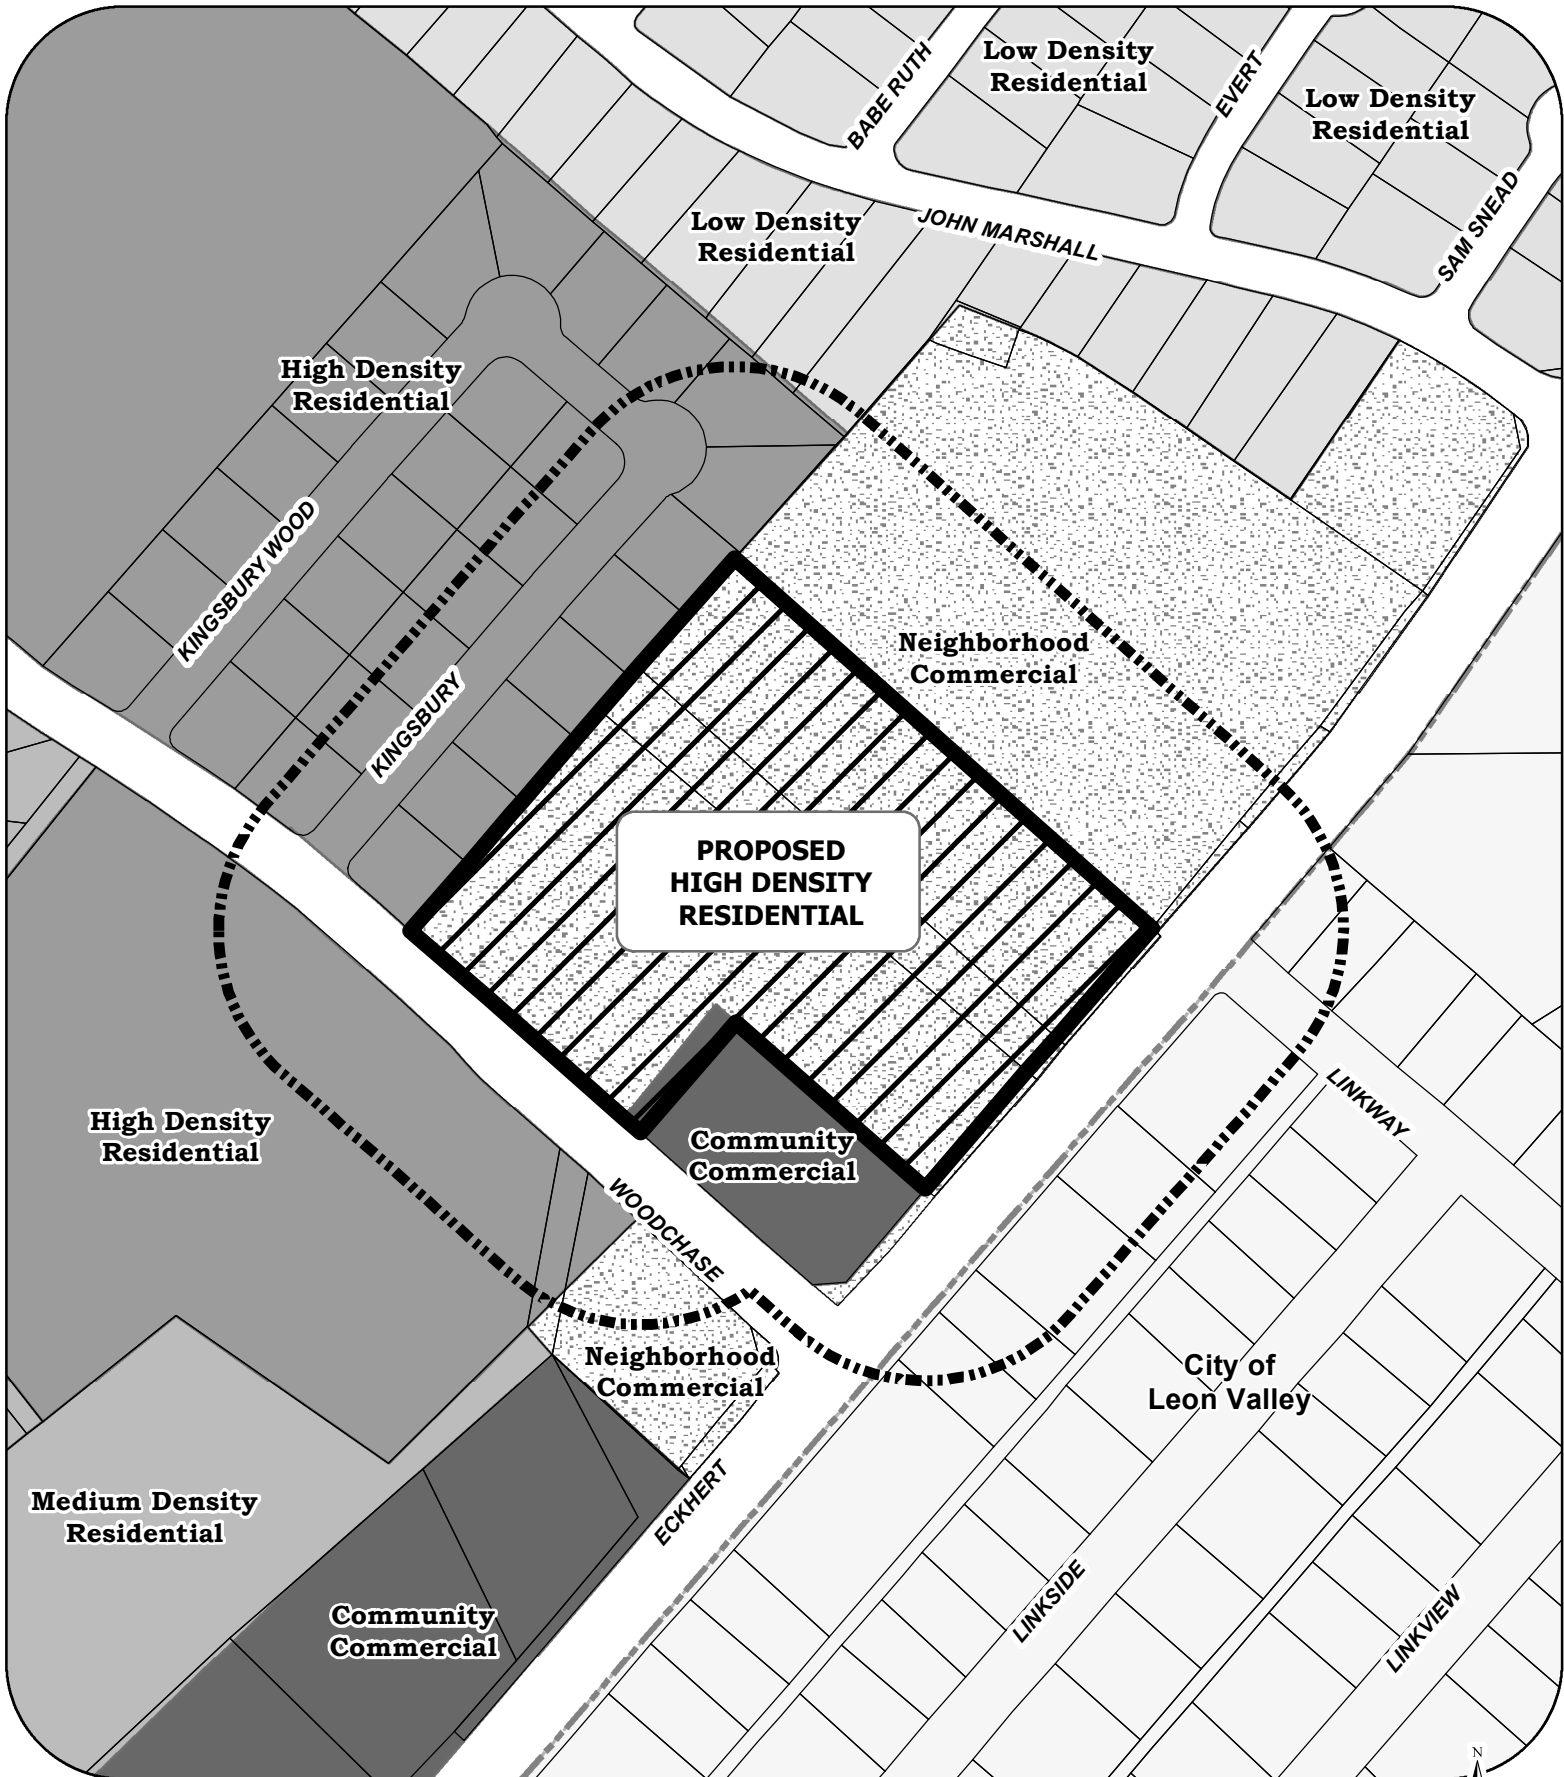 Low Density
Residential
BABE RUTH
EVERT
Low Density
Residential
SAM SNEAD
Low Density
Residential
JOHN MARSHALL
High Density
Residential
KINGSBURY WOOD
KINGSBURY
Neighborhood
Commercial
PROPOSED
HIGH DENSITY
RESIDENTIAL
LINKWAY
High Density
Residential
Community
Commercial
WOODCHASE
Neighborhood
Commercial
City of
Leon Valley
Medium Density
Residential
ECKHERT
Community
Commercial
LINKSIDE
LINKVIEW
N